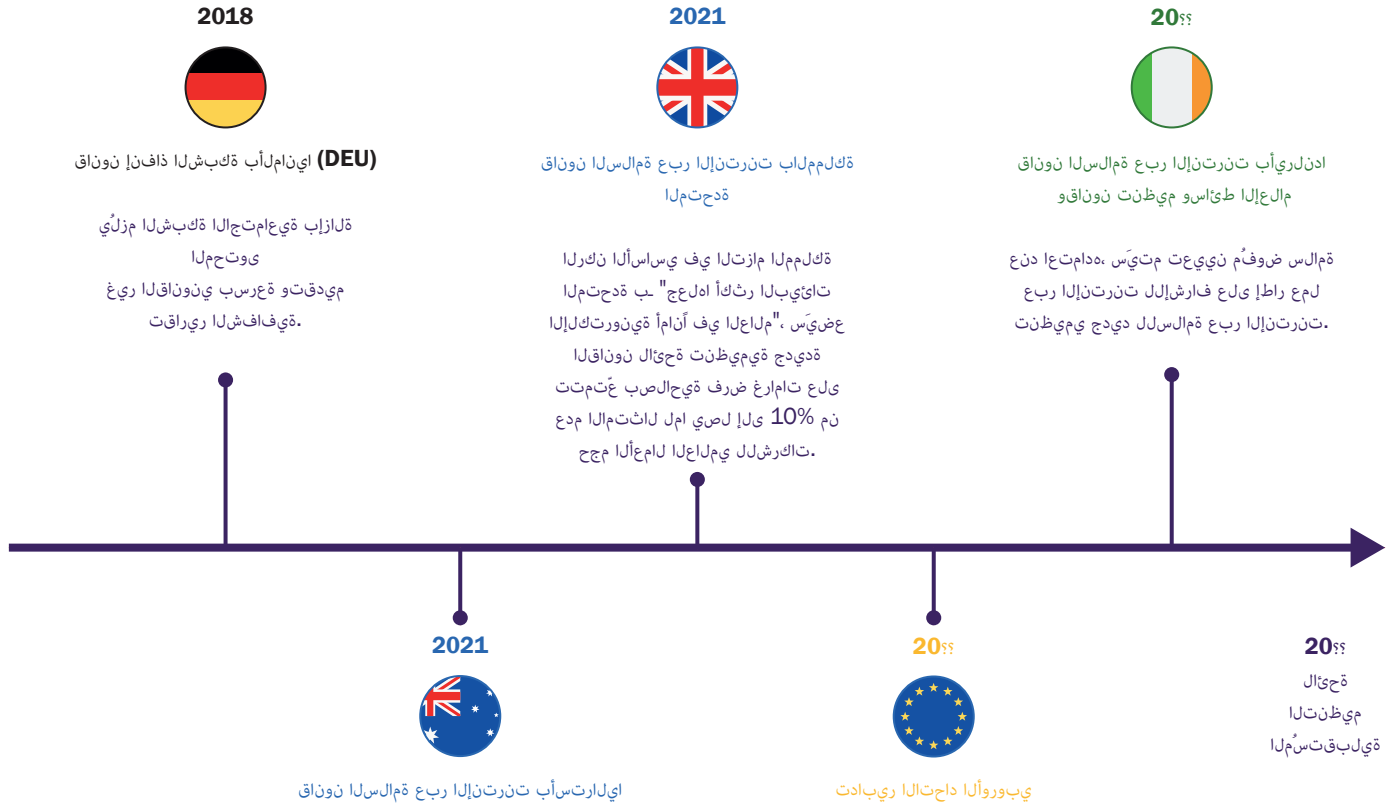 2018
قانون إنفاذ الشبكة بألمانيا (DEU)
يُلزم الشبكة الاجتماعية بإزالة
المحتوى
غير القانوني بسرعة وتقديم
تقارير الشفافية.
2021
قانون السلامة عبر الإنترنت بالمملكة
المتحدة
الركن الأساسي في التزام المملكة
المتحدة بـ "جعلها أكثر البيئات
الإلكترونية أمانًا في العالم"، سيَضع
القانون لائحة تنظيمية جديدة
تتمتّع بصلاحية فرض غرامات على
عدم الامتثال لما يصل إلى 10% من
حجم الأعمال العالمي للشركات.
20؟؟
قانون السلامة عبر الإنترنت بأيرلندا
وقانون تنظيم وسائط الإعلام
عند اعتماده، سيَتم تعيين مُفوض سلامة
عبر الإنترنت للإشراف على إطار عمل
تنظيمي جديد للسلامة عبر الإنترنت.
2021
قانون السلامة عبر الإنترنت بأستراليا
20؟؟
تدابير الاتحاد الأوروبي
20؟؟
لائحة
التنظيم
المُستقبلية